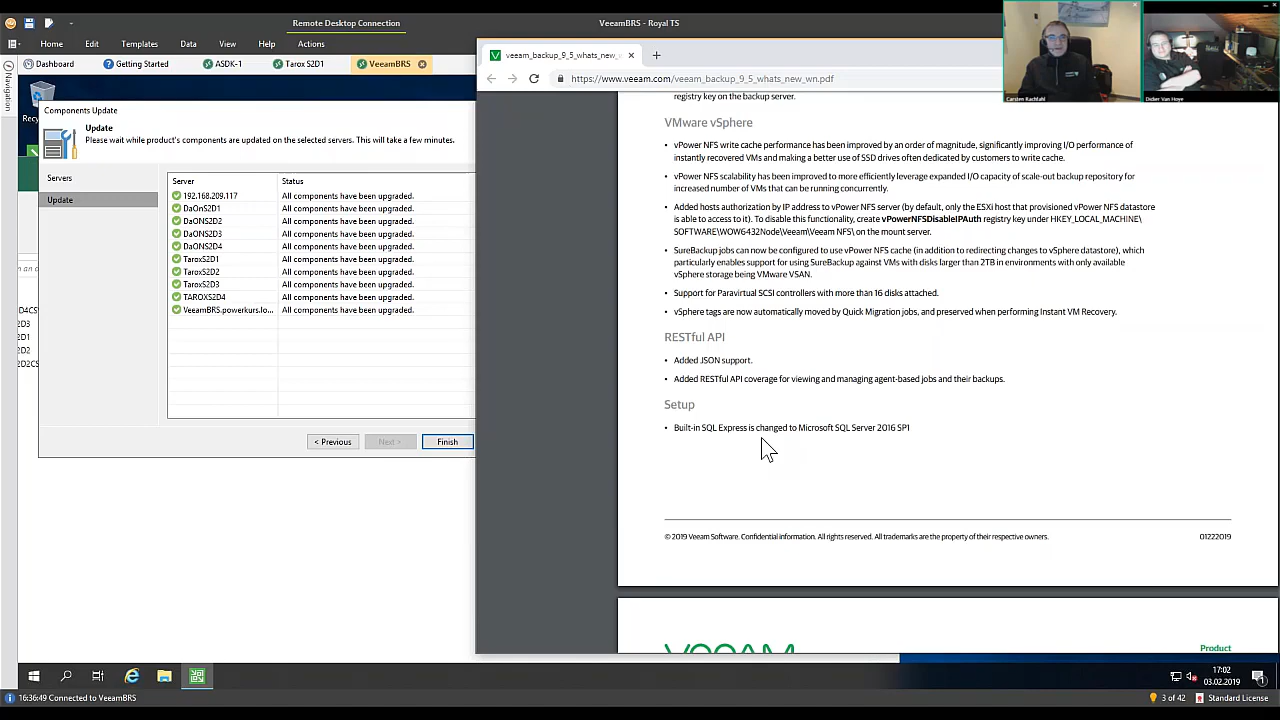 Remote Desktop Connection
VeeamBRS - Royal TS
Home Edit Templates Data View Help Actions
Dashboard
Getting Started
ASDK-1
Tarox S2D1
VeeamBRS
Navigation
Carsten Rachfahl
Didier Van Hoye
Components Update
Update
Please wait while product's components are updated on the selected servers. This will take a few minutes.
Servers
Update
Server Status
192.168.209.117 All components have been upgraded.
DaOnS2D1 All components have been upgraded.
DaONS2D2 All components have been upgraded.
DaONS2D3 All components have been upgraded.
DaONS2D4 All components have been upgraded.
TaroxS2D1 All components have been upgraded.
TaroxS2D2 All components have been upgraded.
TaroxS2D3 All components have been upgraded.
TAROXS2D4 All components have been upgraded.
VeeamBRS.powerkurs.lo... All components have been upgraded.
< Previous
Next >
Finish
veeam_backup_9_5_whats_new_
https://www.veeam.com/veeam_backup_9_5_whats_new_wn.pdf
registry key on the backup server.
VMware vSphere
• vPower NFS write cache performance has been improved by an order of magnitude, significantly improving I/O performance of
instantly recovered VMs and making a better use of SSD drives often dedicated by customers to write cache.
• vPower NFS scalability has been improved to more efficiently leverage expanded I/O capacity of scale-out backup repository for
increased number of VMs that can be running concurrently.
• Added hosts authorization by IP address to vPower NFS server (by default, only the ESXi host that provisioned vPower NFS datastore
is able to access to it). To disable this functionality, create vPowerNFSDisableIPAuth registry key under HKEY_LOCAL_MACHINE\
SOFTWARE\WOW6432Node\Veeam\Veeam NFS\ on the mount server.
• SureBackup jobs can now be configured to use vPower NFS cache (in addition to redirecting changes to vSphere datastore), which
particularly enables support for using SureBackup against VMs with disks larger than 2TB in environments with only available
vSphere storage being VMware VSAN.
• Support for Paravirtual SCSI controllers with more than 16 disks attached.
• vSphere tags are now automatically moved by Quick Migration jobs, and preserved when performing Instant VM Recovery.
RESTful API
• Added JSON support.
• Added RESTful API coverage for viewing and managing agent-based jobs and their backups.
Setup
• Built-in SQL Express is changed to Microsoft SQL Server 2016 SP1
© 2019 Veeam Software. Confidential information. All rights reserved. All trademarks are the property of their respective owners.
01222019
VEEAM
Product
17:02
03.02.2019
16:36:49 Connected to VeeamBRS
3 of 42
Standard License